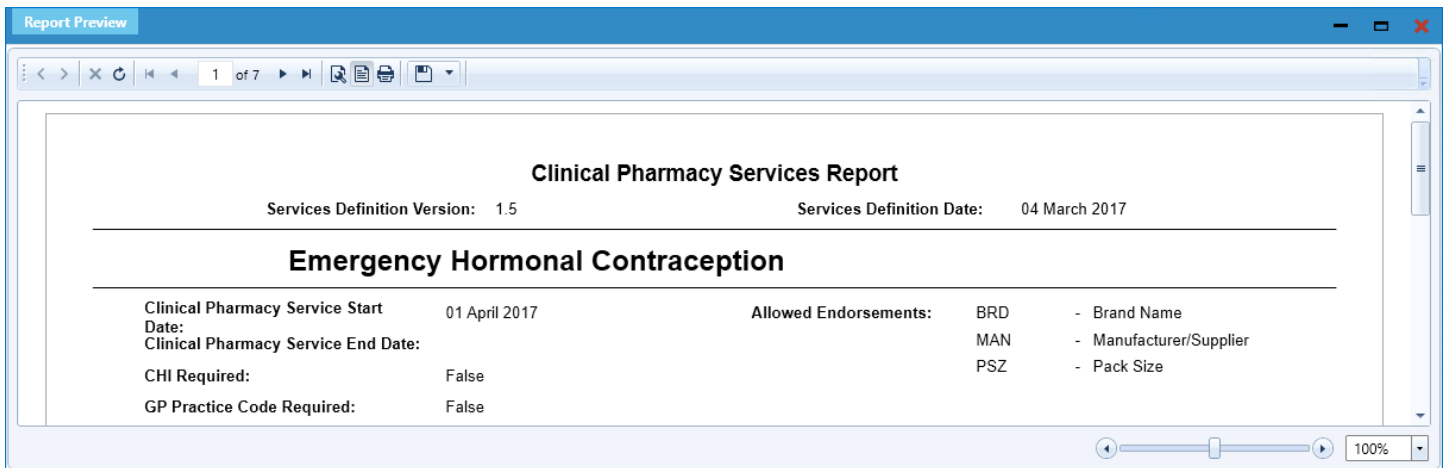 Report Preview
1 of 7
Clinical Pharmacy Services Report
Services Definition Version: 1.5 Services Definition Date: 04 March 2017
Emergency Hormonal Contraception
Clinical Pharmacy Service Start Date: 01 April 2017 Allowed Endorsements: BRD - Brand Name
Clinical Pharmacy Service End Date: MAN - Manufacturer/Supplier
CHI Required: False PSZ - Pack Size
GP Practice Code Required: False
100%